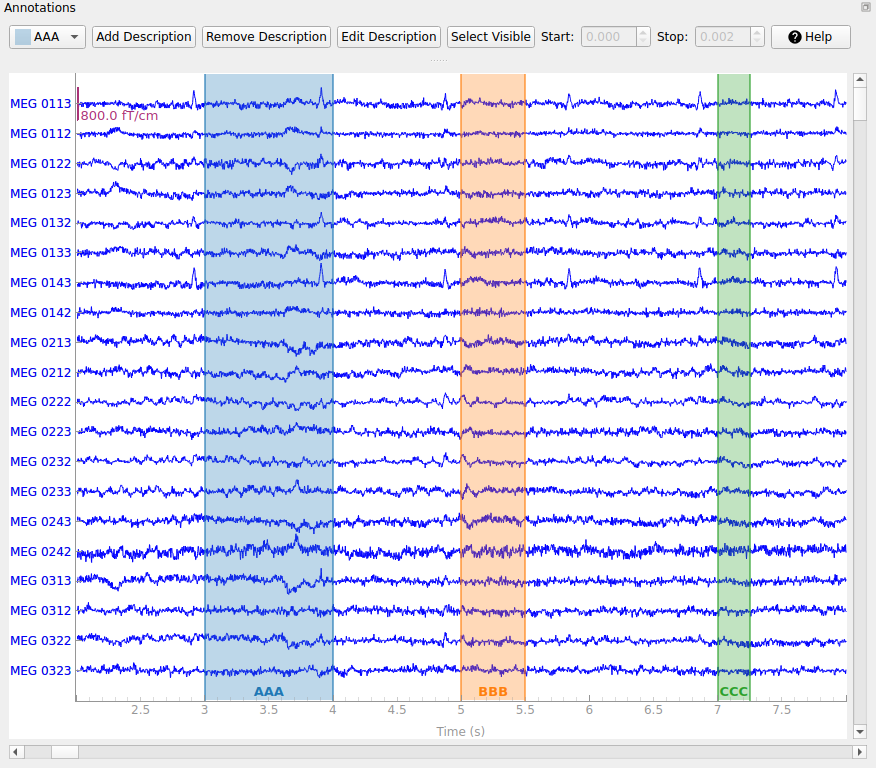 Annotations
AAA Add Description Remove Description Edit Description Select Visible Start: 0.000 Stop: 0.002 ? Help
MEG 0113
800.0 fT/cm
MEG 0112
MEG 0122
MEG 0123
MEG 0132
MEG 0133
MEG 0143
MEG 0142
MEG 0213
MEG 0212
MEG 0222
MEG 0223
MEG 0232
MEG 0233
MEG 0243
MEG 0242
MEG 0313
MEG 0312
MEG 0322
MEG 0323
AAA BBB CCC
2.5 3 3.5 4 4.5 5 5.5 6 6.5 7 7.5
Time (s)